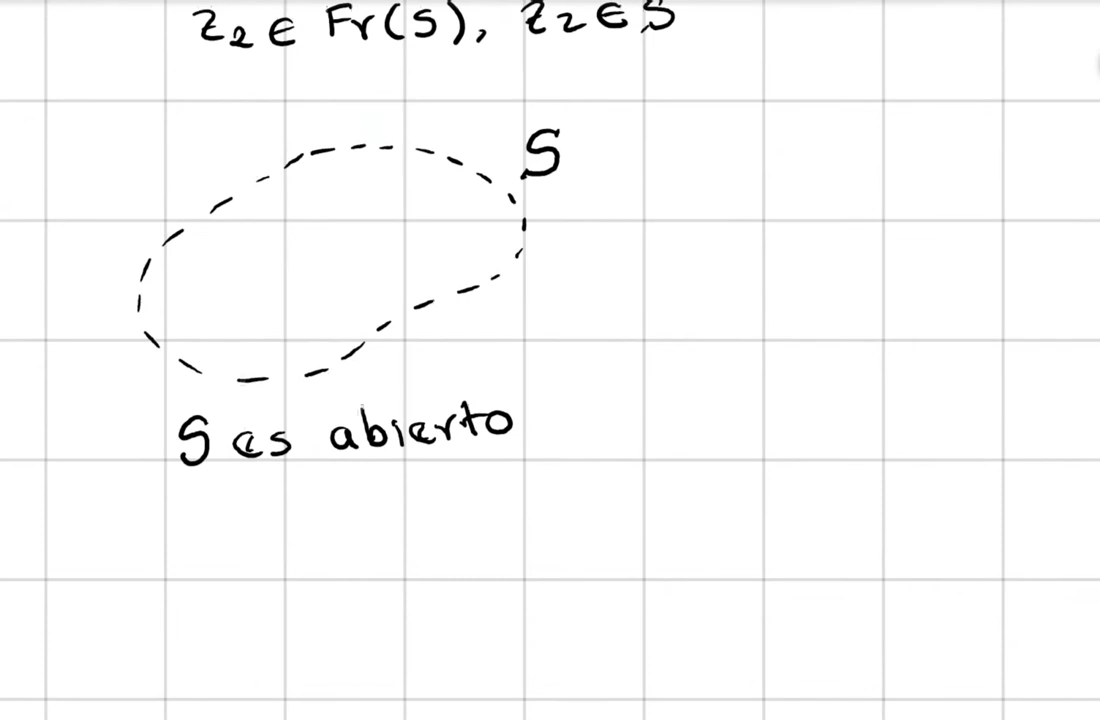 z₂ ∈ Fr(S), z₂ ∈ S
S
S es abierto